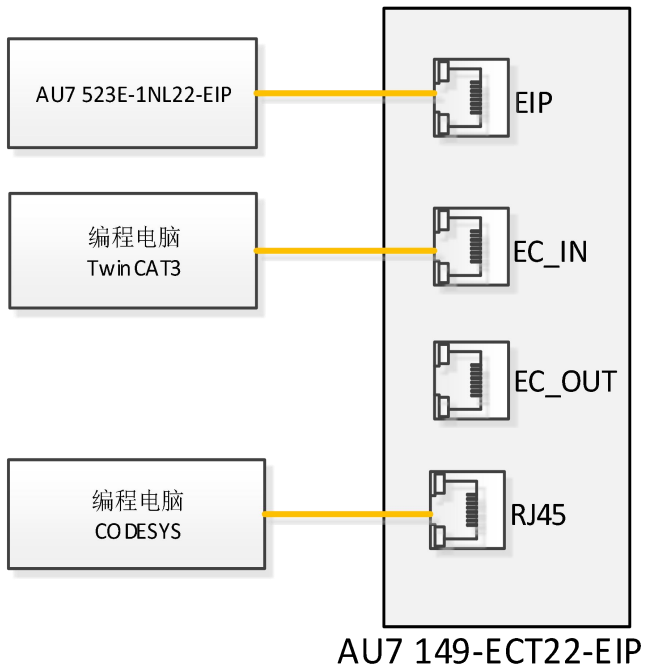 AU7 523E-1NL22-EIP
EIP
编程电脑
TwinCAT3
EC_IN
EC_OUT
编程电脑
CODESYS
RJ45
AU7 149-ECT22-EIP